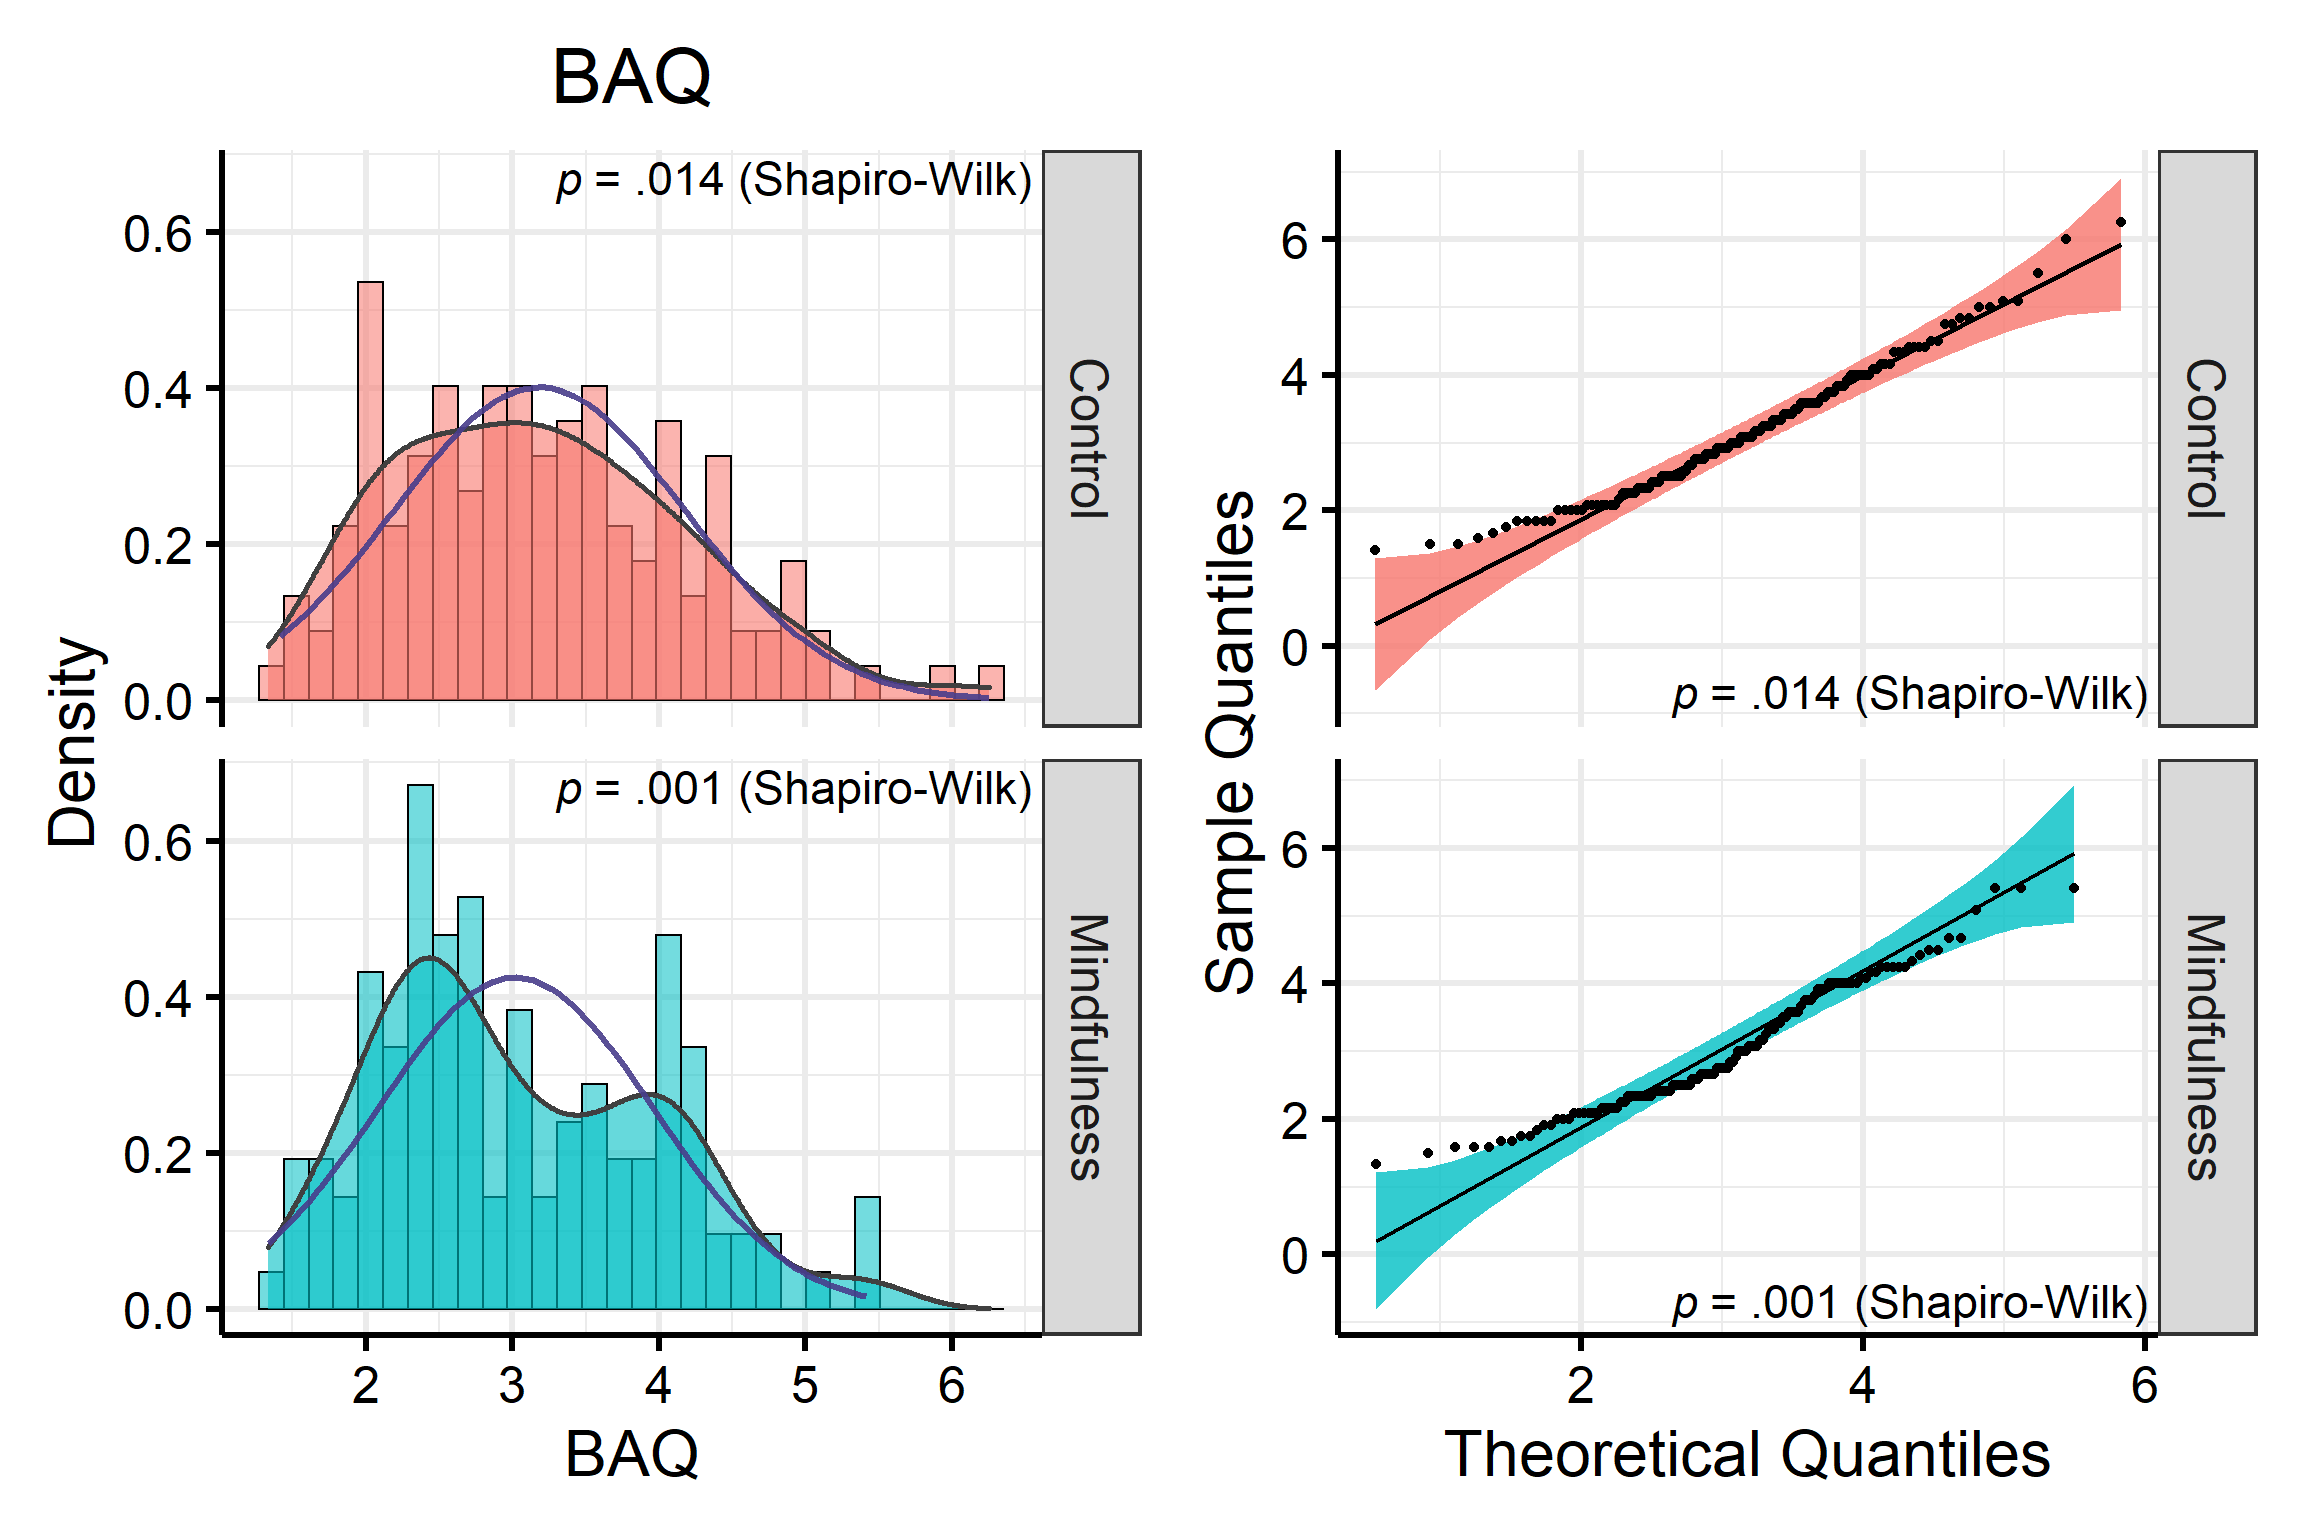 BAQ
p = .014 (Shapiro-Wilk)
0.6
0.4
0.2
0.0
Control
p = .001 (Shapiro-Wilk)
0.6
0.4
0.2
0.0
Mindfulness
Density
2 3 4 5 6
BAQ
6
4
2
0
p = .014 (Shapiro-Wilk)
Control
6
4
2
0
p = .001 (Shapiro-Wilk)
Mindfulness
Sample Quantiles
2 4 6
Theoretical Quantiles